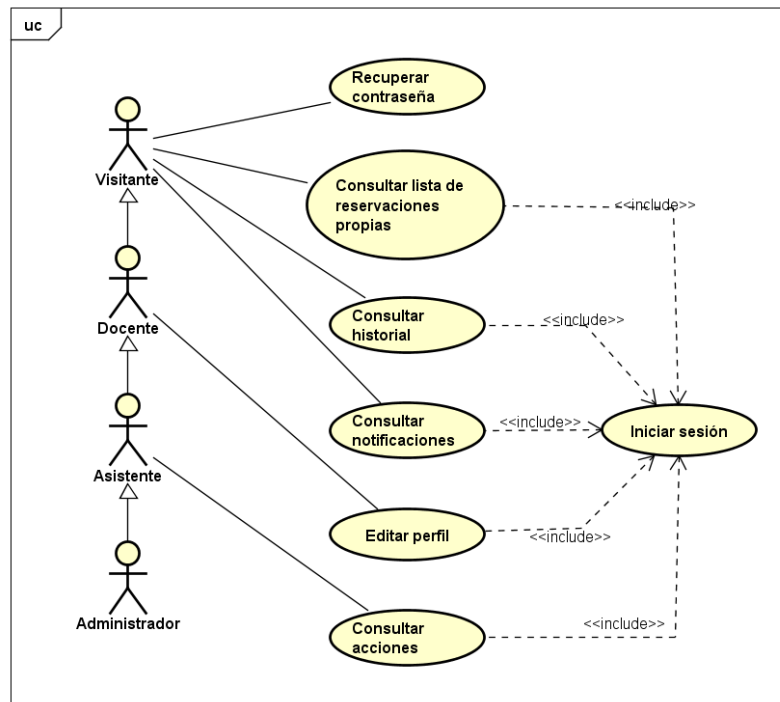 uc
Recuperar
contraseña
Visitante
Consultar lista de
reservaciones
propias
<<include>>
Docente
Consultar
historial
<<include>>
Asistente
Consultar
notificaciones
<<include>>
Iniciar sesión
Editar perfil
<<include>>
Administrador
Consultar
acciones
<<include>>